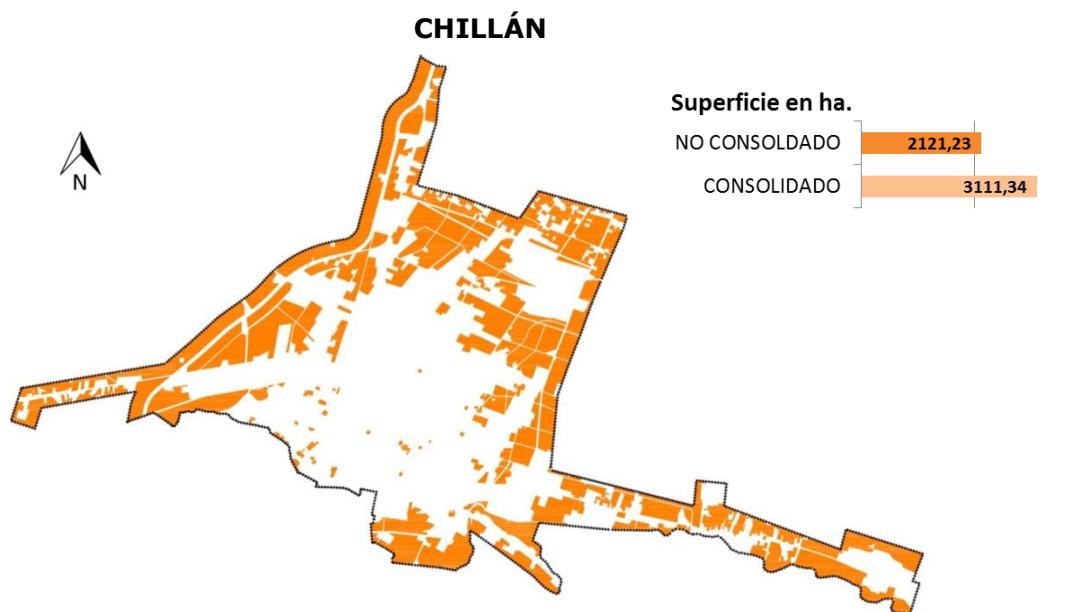 CHILLÁN
Superficie en ha.
NO CONSOLDADO 2121,23
CONSOLIDADO 3111,34
N